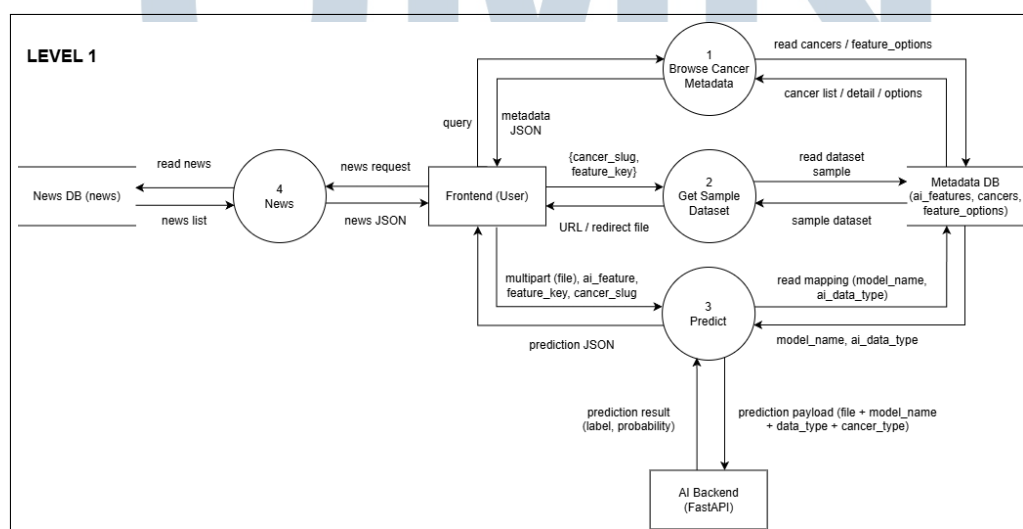 LEVEL 1
1
Browse Cancer
Metadata
read cancers / feature_options
cancer list / detail / options
query
metadata
JSON
read news
news request
{cancer_slug,
feature_key}
read dataset
sample
News DB (news)
4
News
Frontend (User)
2
Get Sample
Dataset
Metadata DB
(ai_features, cancers,
feature_options)
news list
news JSON
URL / redirect file
sample dataset
multipart (file), ai_feature,
feature_key, cancer_slug
3
Predict
read mapping (model_name,
ai_data_type)
prediction JSON
model_name, ai_data_type
prediction result
(label, probability)
prediction payload (file + model_name
+ data_type + cancer_type)
AI Backend
(FastAPI)